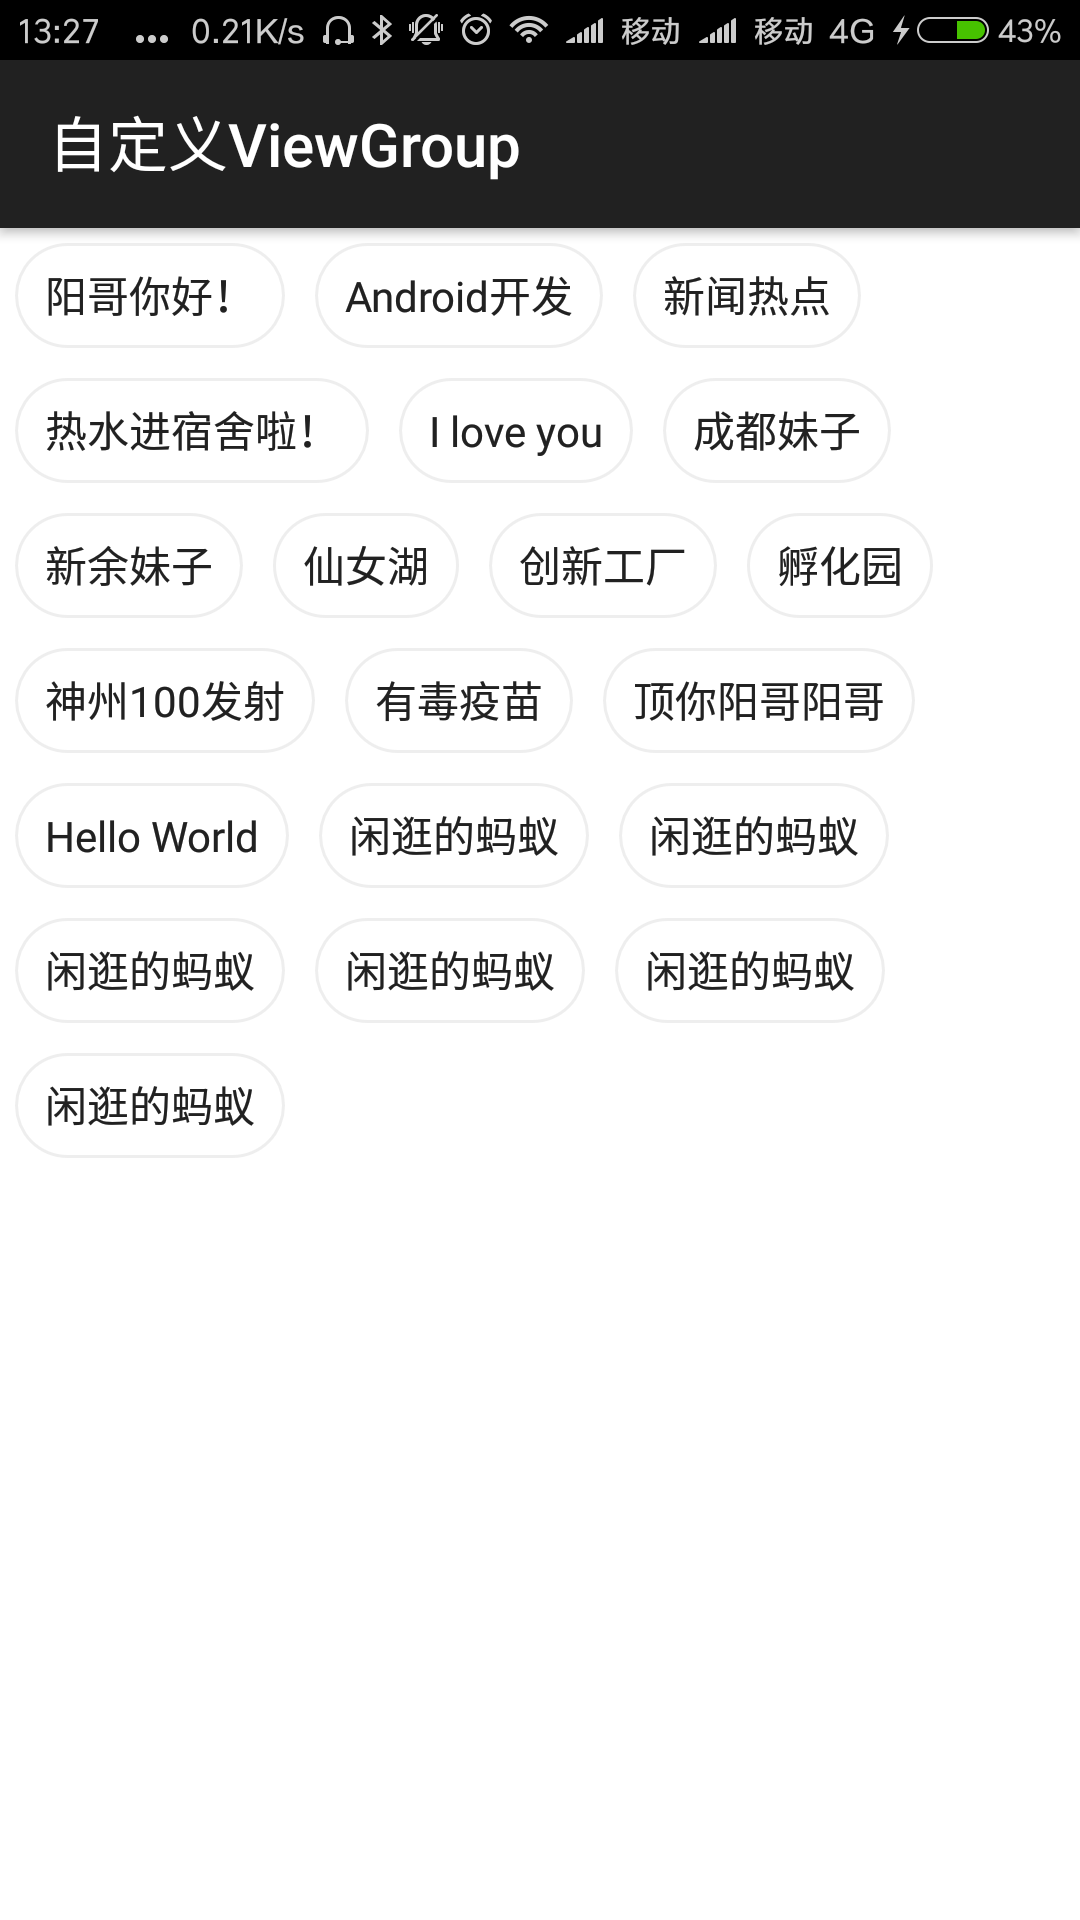 13:27 ... 0.21K/s 移动 移动 4G 43%
自定义ViewGroup
阳哥你好！ Android开发 新闻热点
热水进宿舍啦！ I love you 成都妹子
新余妹子 仙女湖 创新工厂 孵化园
神州100发射 有毒疫苗 顶你阳哥阳哥
Hello World 闲逛的蚂蚁 闲逛的蚂蚁
闲逛的蚂蚁 闲逛的蚂蚁 闲逛的蚂蚁
闲逛的蚂蚁